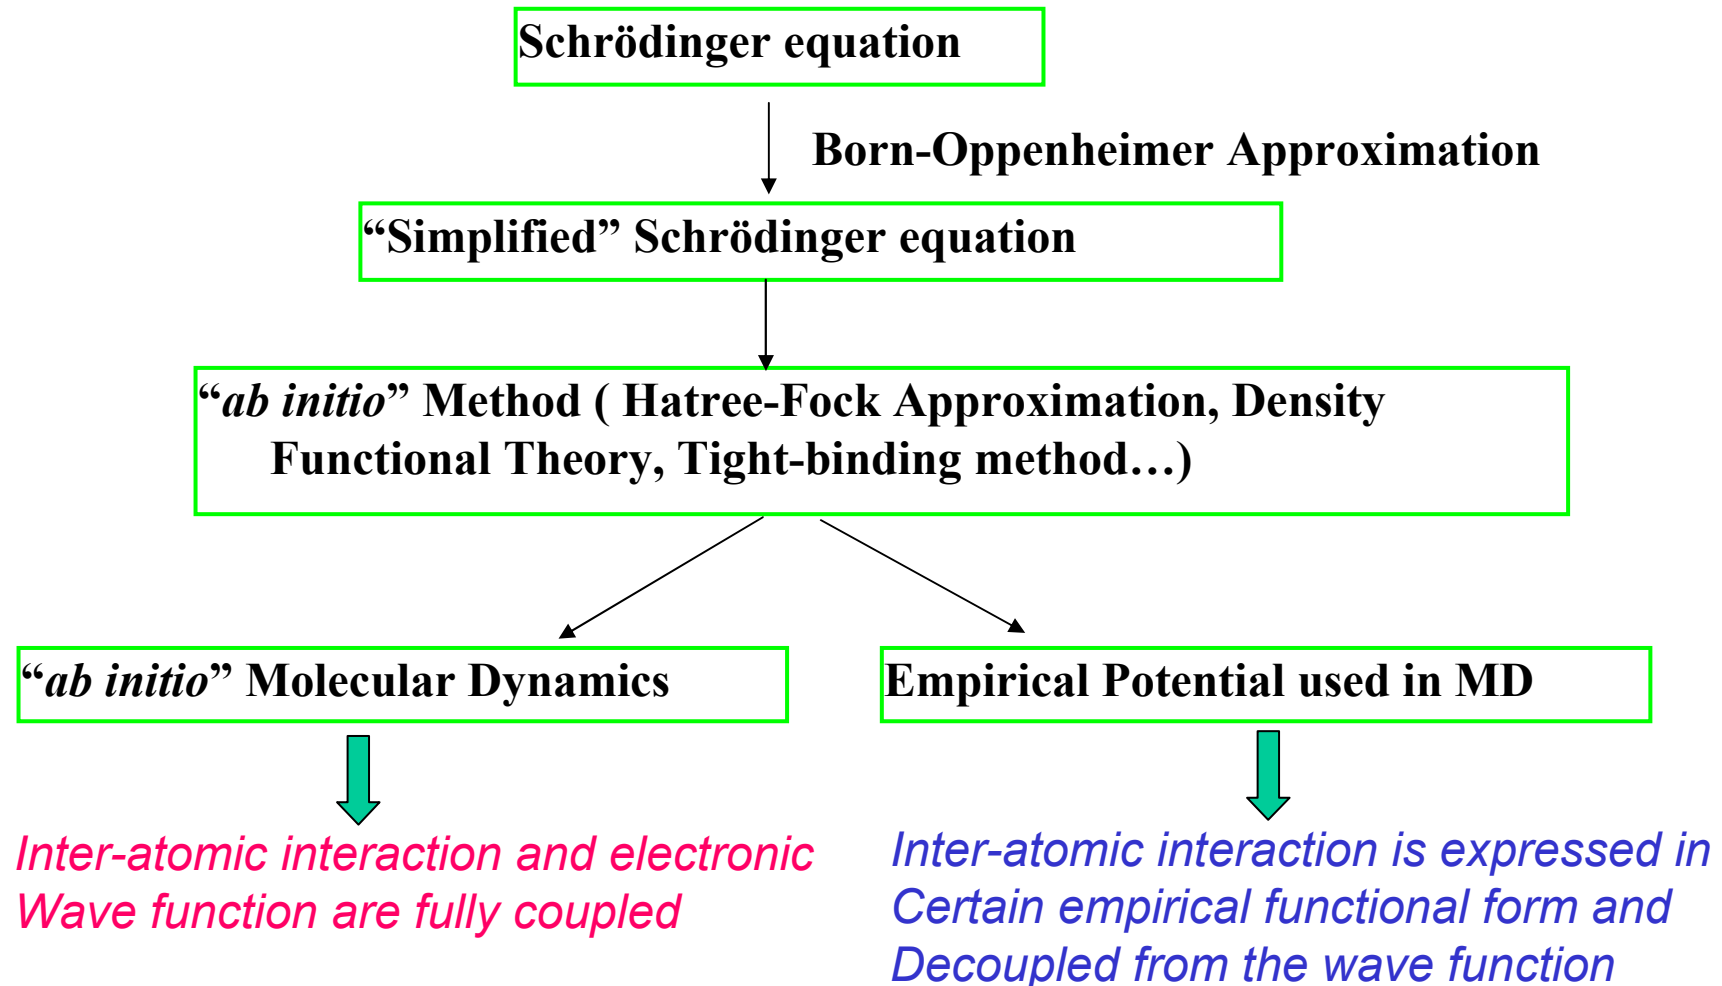 Schrödinger equation
Born-Oppenheimer Approximation
“Simplified” Schrödinger equation
“ab initio” Method ( Hatree-Fock Approximation, Density
Functional Theory, Tight-binding method…)
“ab initio” Molecular Dynamics
Empirical Potential used in MD
Inter-atomic interaction and electronic
Wave function are fully coupled
Inter-atomic interaction is expressed in
Certain empirical functional form and
Decoupled from the wave function